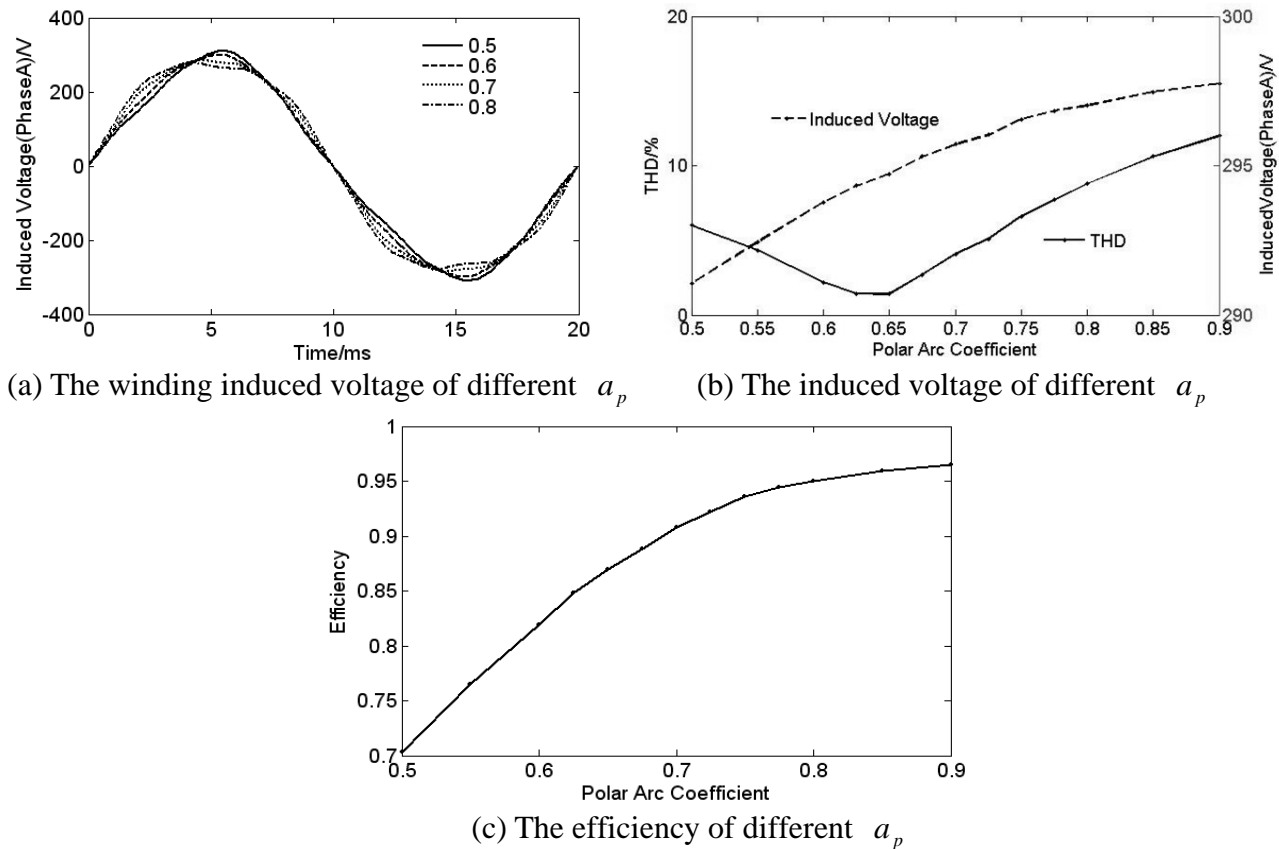 400
200
0
-200
-400
Induced Voltage(PhaseA)/V
0.5
0.6
0.7
0.8
0 5 10 15 20
Time/ms
20
10
0
THD/%
Induced Voltage
THD
300
295
290
InducedVoltage(PhaseA)/V
0.5 0.55 0.6 0.65 0.7 0.75 0.8 0.85 0.9
Polar Arc Coefficient
(a) The winding induced voltage of different a_p
(b) The induced voltage of different a_p
1
0.95
0.9
0.85
0.8
0.75
0.7
Efficiency
0.5 0.6 0.7 0.8 0.9
Polar Arc Coefficient
(c) The efficiency of different a_p